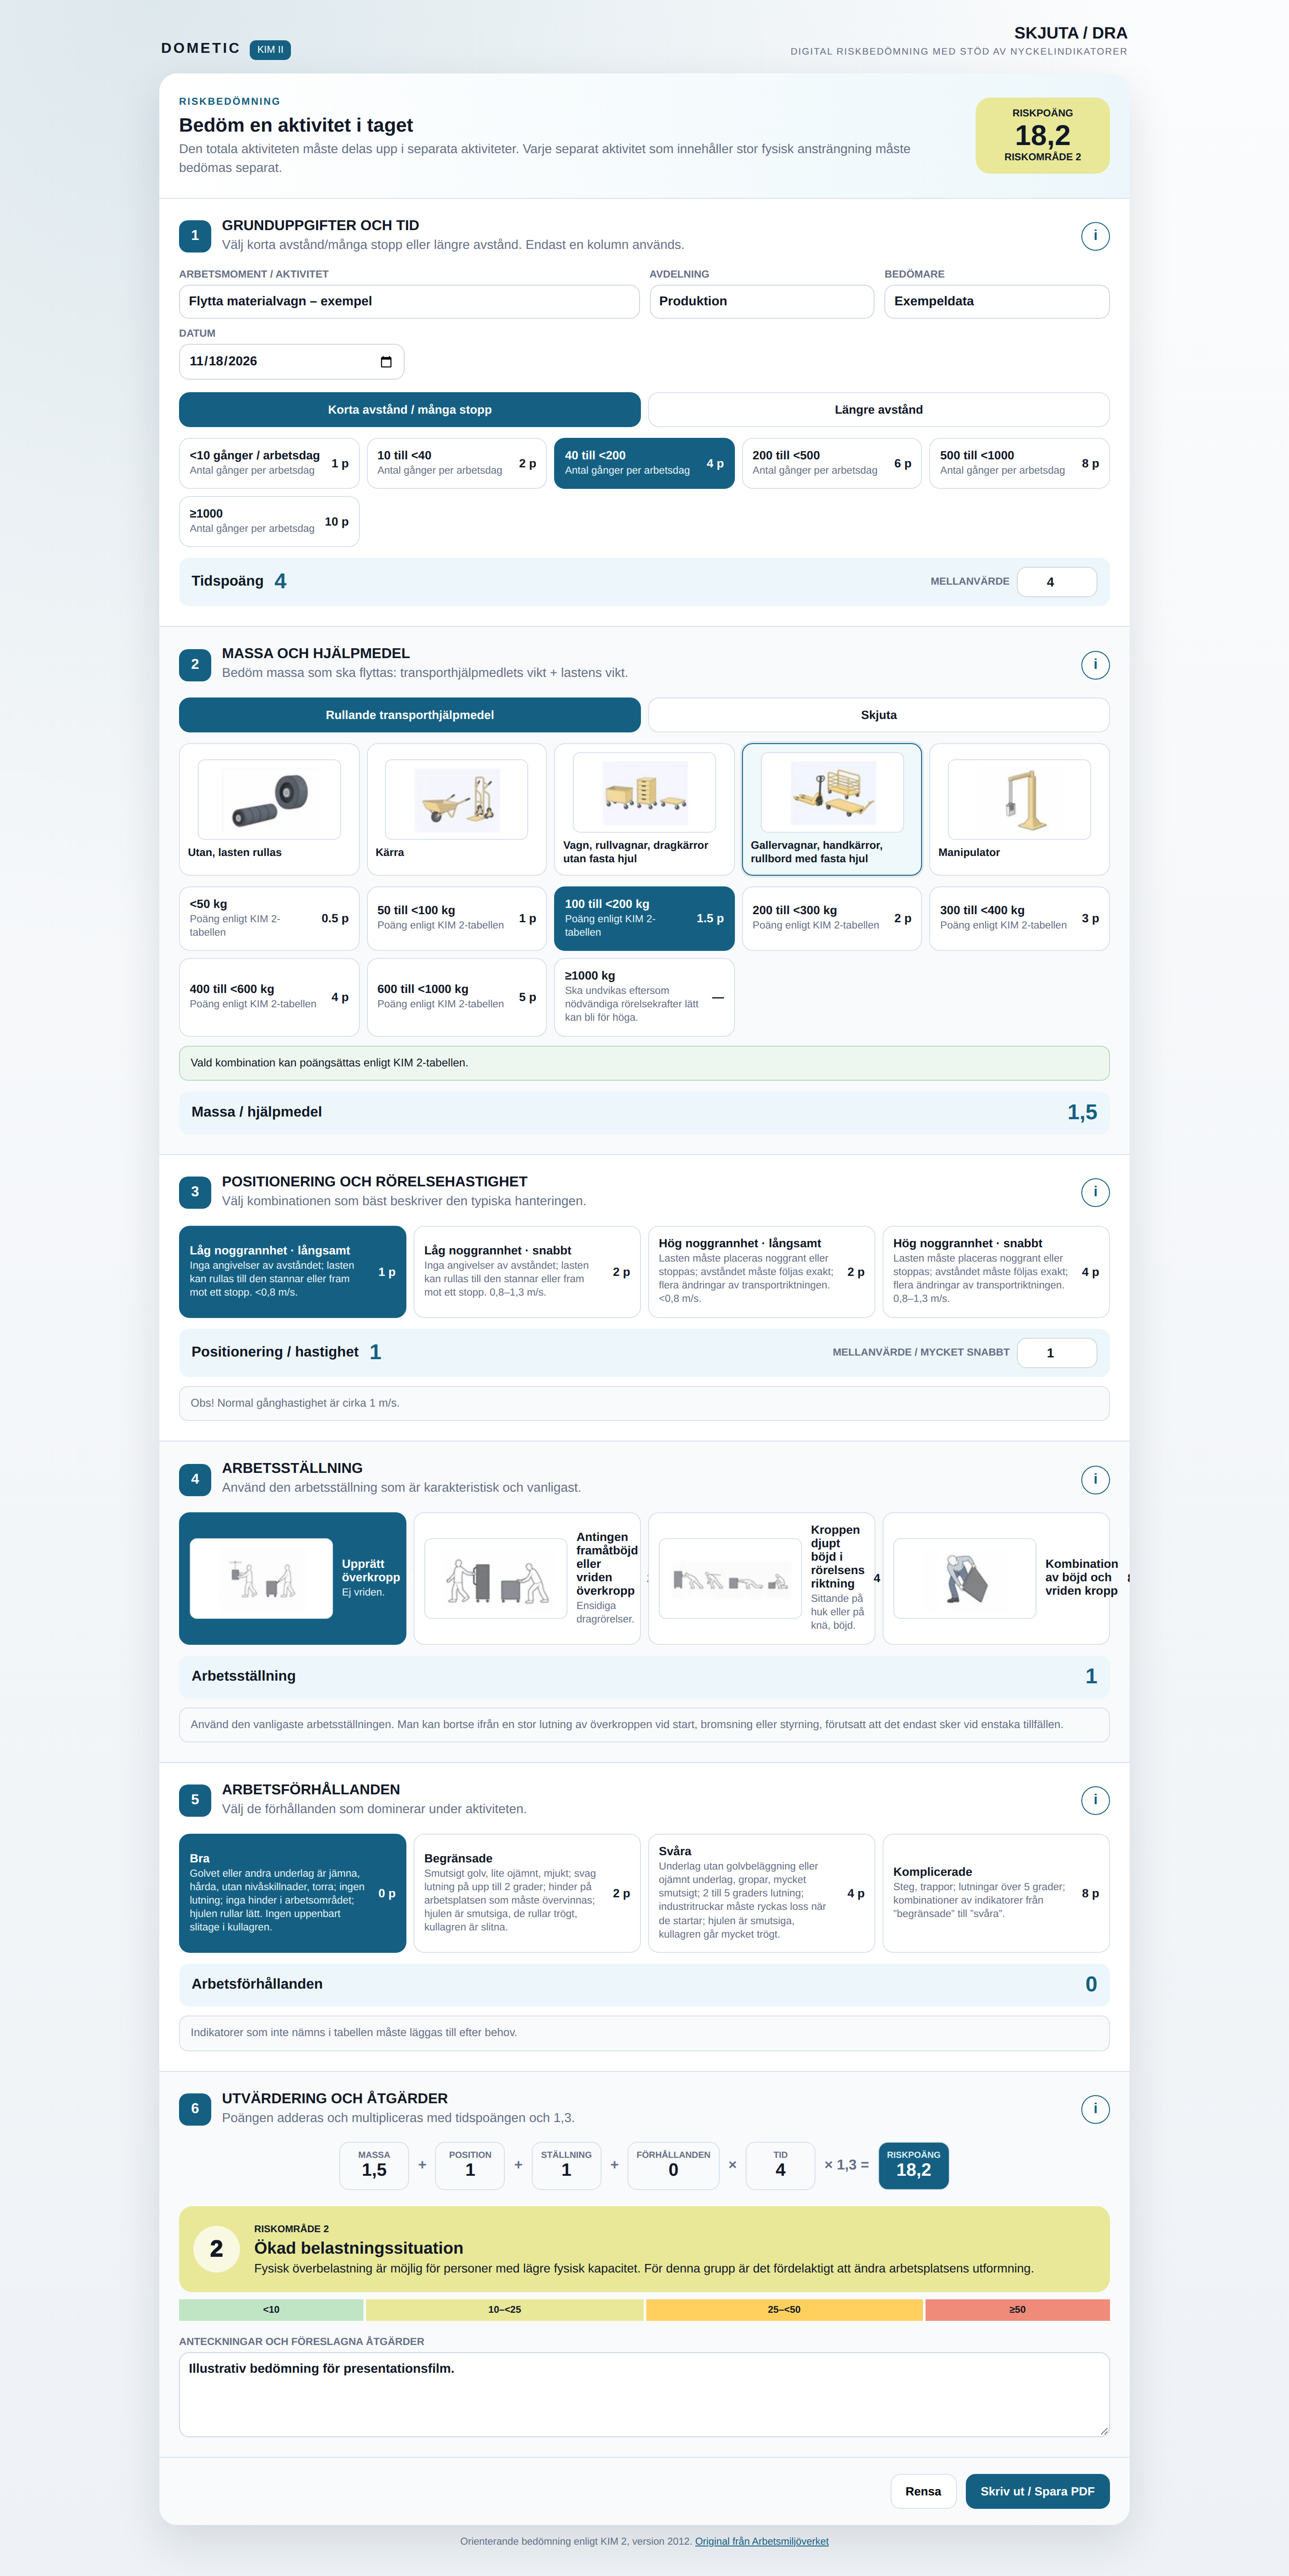 DOMETIC
KIM II
SKJUTA / DRA
DIGITAL RISKBEDÖMNING MED STÖD AV NYCKELINDIKATORER
RISKBEDÖMNING
Bedöm en aktivitet i taget
Den totala aktiviteten måste delas upp i separata aktiviteter. Varje separat aktivitet som innehåller stor fysisk ansträngning måste
bedömas separat.
RISKPOÄNG
18,2
RISKOMRÅDE 2
1
GRUNDUPPGIFTER OCH TID
Välj korta avstånd/många stopp eller längre avstånd. Endast en kolumn används.
i
ARBETSMOMENT / AKTIVITET
Flytta materialvagn – exempel
AVDELNING
Produktion
BEDÖMARE
Exempeldata
DATUM
11/18/2026
Korta avstånd / många stopp
Längre avstånd
<10 gånger / arbetsdag
Antal gånger per arbetsdag
1 p
10 till <40
Antal gånger per arbetsdag
2 p
40 till <200
Antal gånger per arbetsdag
4 p
200 till <500
Antal gånger per arbetsdag
6 p
500 till <1000
Antal gånger per arbetsdag
8 p
≥1000
Antal gånger per arbetsdag
10 p
Tidspoäng 4
MELLANVÄRDE
4
2
MASSA OCH HJÄLPMEDEL
Bedöm massa som ska flyttas: transporthjälpmedlets vikt + lastens vikt.
i
Rullande transporthjälpmedel
Skjuta
Utan, lasten rullas
Kärra
Vagn, rullvagnar, dragkärror
utan fasta hjul
Gallervagnar, handkärror,
rullbord med fasta hjul
Manipulator
<50 kg
Poäng enligt KIM 2-
tabellen
0.5 p
50 till <100 kg
Poäng enligt KIM 2-tabellen
1 p
100 till <200 kg
Poäng enligt KIM 2-
tabellen
1.5 p
200 till <300 kg
Poäng enligt KIM 2-tabellen
2 p
300 till <400 kg
Poäng enligt KIM 2-tabellen
3 p
400 till <600 kg
Poäng enligt KIM 2-tabellen
4 p
600 till <1000 kg
Poäng enligt KIM 2-tabellen
5 p
≥1000 kg
Ska undvikas eftersom
nödvändiga rörelsekrafter lätt
kan bli för höga.
—
Vald kombination kan poängsättas enligt KIM 2-tabellen.
Massa / hjälpmedel
1,5
3
POSITIONERING OCH RÖRELSEHASTIGHET
Välj kombinationen som bäst beskriver den typiska hanteringen.
i
Låg noggrannhet · långsamt
Inga angivelser av avståndet; lasten
kan rullas till den stannar eller fram
mot ett stopp. <0,8 m/s.
1 p
Låg noggrannhet · snabbt
Inga angivelser av avståndet; lasten
kan rullas till den stannar eller fram
mot ett stopp. 0,8–1,3 m/s.
2 p
Hög noggrannhet · långsamt
Lasten måste placeras noggrant eller
stoppas; avståndet måste följas exakt;
flera ändringar av transportriktningen.
<0,8 m/s.
2 p
Hög noggrannhet · snabbt
Lasten måste placeras noggrant eller
stoppas; avståndet måste följas exakt;
flera ändringar av transportriktningen.
0,8–1,3 m/s.
4 p
Positionering / hastighet 1
MELLANVÄRDE / MYCKET SNABBT
1
Obs! Normal gånghastighet är cirka 1 m/s.
4
ARBETSSTÄLLNING
Använd den arbetsställning som är karakteristisk och vanligast.
i
Upprätt
överkropp
Ej vriden.
Antingen
framåtböjd
eller
vriden
överkropp
Ensidiga
dragrörelser.
Kroppen
djupt
böjd i
rörelsens
riktning
Sittande på
huk eller på
knä, böjd.
4
Kombination
av böjd och
vriden kropp
Arbetsställning
1
Använd den vanligaste arbetsställningen. Man kan bortse ifrån en stor lutning av överkroppen vid start, bromsning eller styrning, förutsatt att det endast sker vid enstaka tillfällen.
5
ARBETSFÖRHÅLLANDEN
Välj de förhållanden som dominerar under aktiviteten.
i
Bra
Golvet eller andra underlag är jämna,
hårda, utan nivåskillnader, torra; ingen
lutning; inga hinder i arbetsområdet;
hjulen rullar lätt. Ingen uppenbart
slitage i kullagren.
0 p
Begränsade
Smutsigt golv, lite ojämnt, mjukt; svag
lutning på upp till 2 grader; hinder på
arbetsplatsen som måste övervinnas;
hjulen är smutsiga, de rullar trögt,
kullagren är slitna.
2 p
Svåra
Underlag utan golvbeläggning eller
ojämnt underlag, gropar, mycket
smutsigt; 2 till 5 graders lutning;
industritruckar måste ryckas loss när
de startar; hjulen är smutsiga,
kullagren går mycket trögt.
4 p
Komplicerade
Steg, trappor; lutningar över 5 grader;
kombinationer av indikatorer från
"begränsade" till "svåra".
8 p
Arbetsförhållanden
0
Indikatorer som inte nämns i tabellen måste läggas till efter behov.
6
UTVÄRDERING OCH ÅTGÄRDER
Poängen adderas och multipliceras med tidspoängen och 1,3.
i
MASSA
1,5
+
POSITION
1
+
STÄLLNING
1
+
FÖRHÅLLANDEN
0
×
TID
4
× 1,3 =
RISKPOÄNG
18,2
2
RISKOMRÅDE 2
Ökad belastningssituation
Fysisk överbelastning är möjlig för personer med lägre fysisk kapacitet. För denna grupp är det fördelaktigt att ändra arbetsplatsens utformning.
<10
10–<25
25–<50
≥50
ANTECKNINGAR OCH FÖRESLAGNA ÅTGÄRDER
Illustrativ bedömning för presentationsfilm.
Rensa
Skriv ut / Spara PDF
Orienterande bedömning enligt KIM 2, version 2012. Original från Arbetsmiljöverket